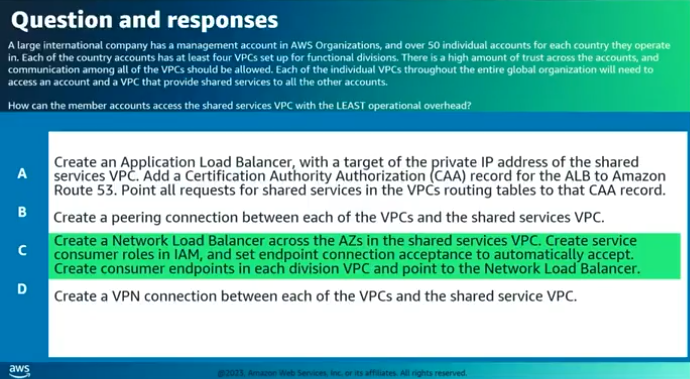 Question and responses
A large international company has a management account in AWS Organizations, and over 50 individual accounts for each country they operate
in. Each of the country accounts has at least four VPCs set up for functional divisions. There is a high amount of trust across the accounts, and
communication among all of the VPCs should be allowed. Each of the individual VPCs throughout the entire global organization will need to
access an account and a VPC that provide shared services to all the other accounts.
How can the member accounts access the shared services VPC with the LEAST operational overhead?
A
Create an Application Load Balancer, with a target of the private IP address of the shared
services VPC. Add a Certification Authority Authorization (CAA) record for the ALB to Amazon
Route 53. Point all requests for shared services in the VPCs routing tables to that CAA record.
B
Create a peering connection between each of the VPCs and the shared services VPC.
C
Create a Network Load Balancer across the AZs in the shared services VPC. Create service
consumer roles in IAM, and set endpoint connection acceptance to automatically accept.
Create consumer endpoints in each division VPC and point to the Network Load Balancer.
D
Create a VPN connection between each of the VPCs and the shared service VPC.
aws
@2023, Amazon Web Services, Inc. or its affiliates. All rights reserved.